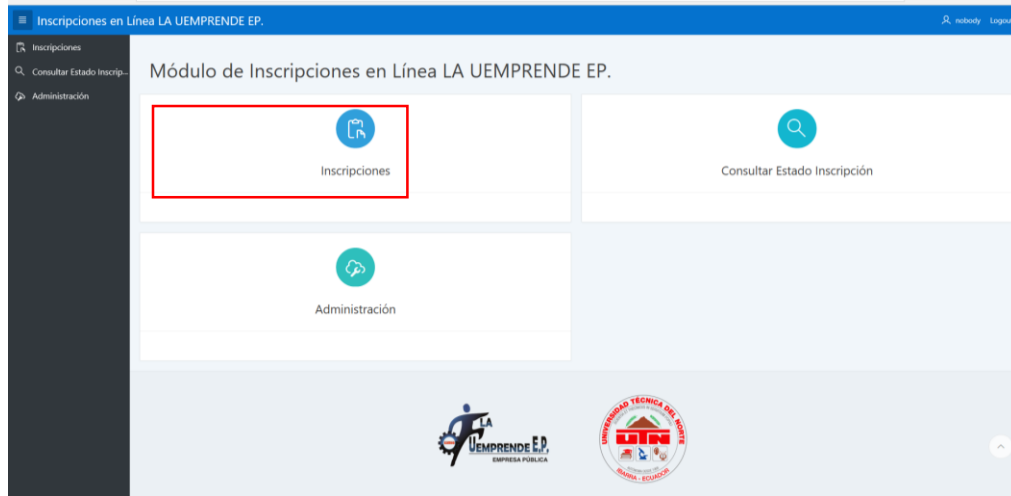 Inscripciones en Línea LA UEMPRENDE EP.
nobody Logou
Inscripciones
Consultar Estado Inscrip...
Administración
Módulo de Inscripciones en Línea LA UEMPRENDE EP.
Inscripciones
Consultar Estado Inscripción
Administración
LA
UEMPRENDE E.P.
EMPRESA PÚBLICA
UNIVERSIDAD TÉCNICA DEL NORTE
UTN
IBARRA - ECUADOR